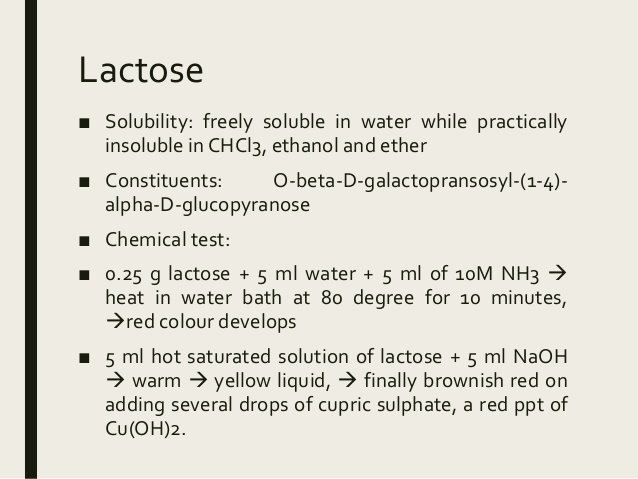 Lactose
■ Solubility: freely soluble in water while practically
insoluble in CHCl3, ethanol and ether
■ Constituents: O-beta-D-galactopransosyl-(1-4)-
alpha-D-glucopyranose
■ Chemical test:
■ 0.25 g lactose + 5 ml water + 5 ml of 10M NH3 →
heat in water bath at 80 degree for 10 minutes,
→red colour develops
■ 5 ml hot saturated solution of lactose + 5 ml NaOH
→ warm → yellow liquid, → finally brownish red on
adding several drops of cupric sulphate, a red ppt of
Cu(OH)2.